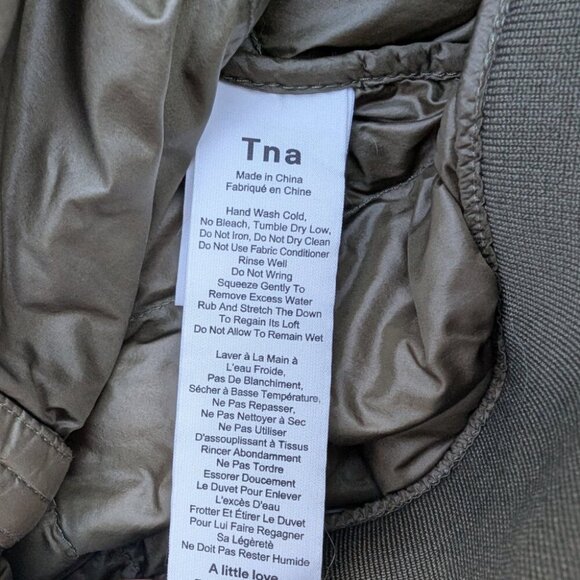 Tna
Made in China
Fabriqué en Chine
Hand Wash Cold,
No Bleach, Tumble Dry Low,
Do Not Iron, Do Not Dry Clean
Do Not Use Fabric Conditioner
Rinse Well
Do Not Wring
Squeeze Gently To
Remove Excess Water
Rub And Stretch The Down
To Regain Its Loft
Do Not Allow To Remain Wet
Laver à La Main à
L'eau Froide,
Pas De Blanchiment,
Sécher à Basse Température,
Ne Pas Repasser,
Ne Pas Nettoyer à Sec
Ne Pas Utiliser
D'assouplissant à Tissus
Rincer Abondamment
Ne Pas Tordre
Essorer Doucement
Le Duvet Pour Enlever
L'excès D'eau
Frotter Et Étirer Le Duvet
Pour Lui Faire Regagner
Sa Légèreté
Ne Doit Pas Rester Humide
A little love